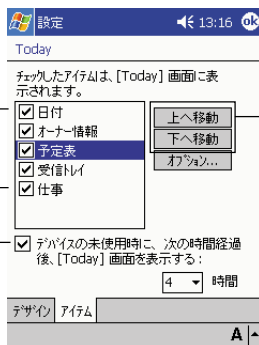 設定 13:16 ok
Today
ﾁｪｯｸしたｱｲﾃﾑは、[Today] 画面に表
示されます。
日付
ｵｰﾅｰ情報
予定表
受信ﾄﾚｲ
仕事
上へ移動
下へ移動
ｵﾌﾟｼｮﾝ...
ﾃﾞﾊﾞｲｽの未使用時に、次の時間経過
後、[Today] 画面を表示する：
4 時間
ﾃﾞｻﾞｲﾝ ｱｲﾃﾑ
A